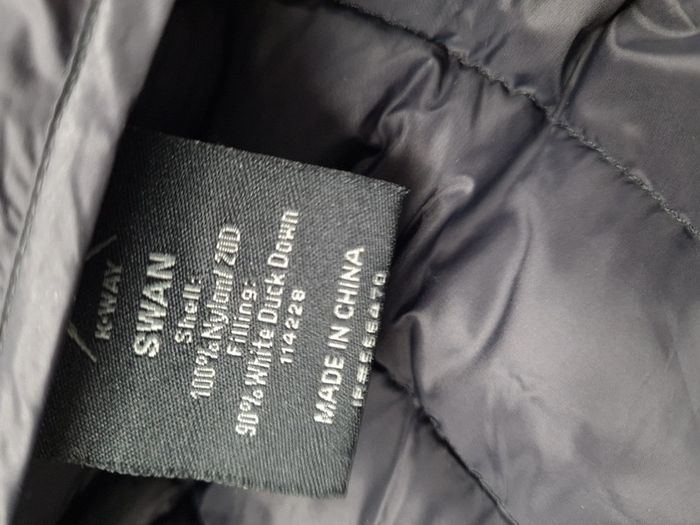 K-WAY
SWAN
Shell:
100% Nylon/ 20D
Filling:
90% White Duck Down
114228
MADE IN CHINA